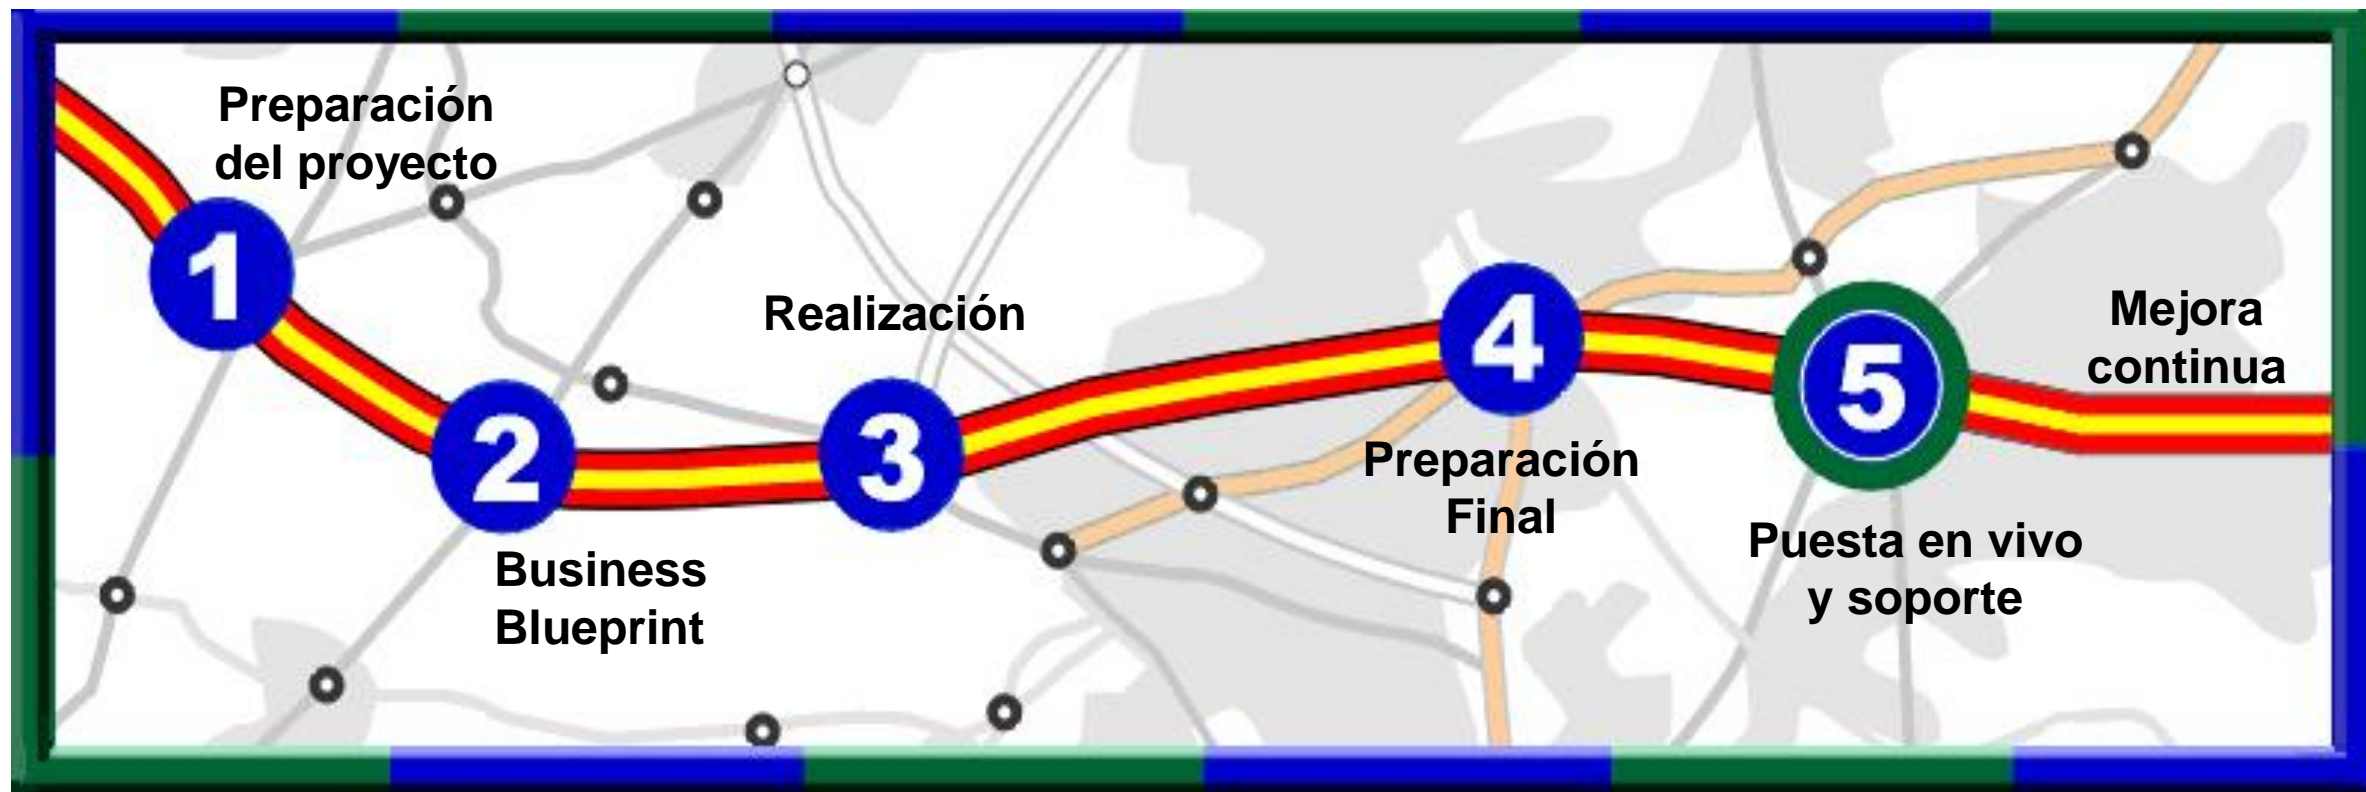 Preparación
del proyecto
1
2
Business
Blueprint
Realización
3
4
Preparación
Final
5
Puesta en vivo
y soporte
Mejora
continua